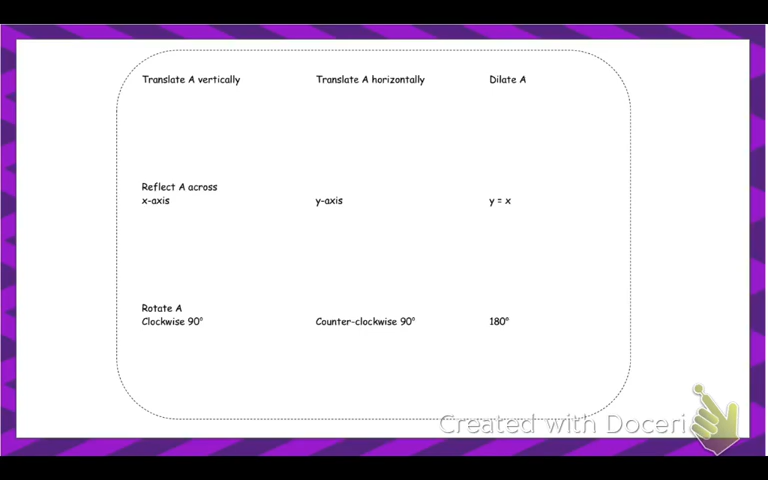 Translate A vertically
Translate A horizontally
Dilate A
Reflect A across
x-axis
y-axis
y = x
Rotate A
Clockwise 90°
Counter-clockwise 90°
180°
Created with Doceri